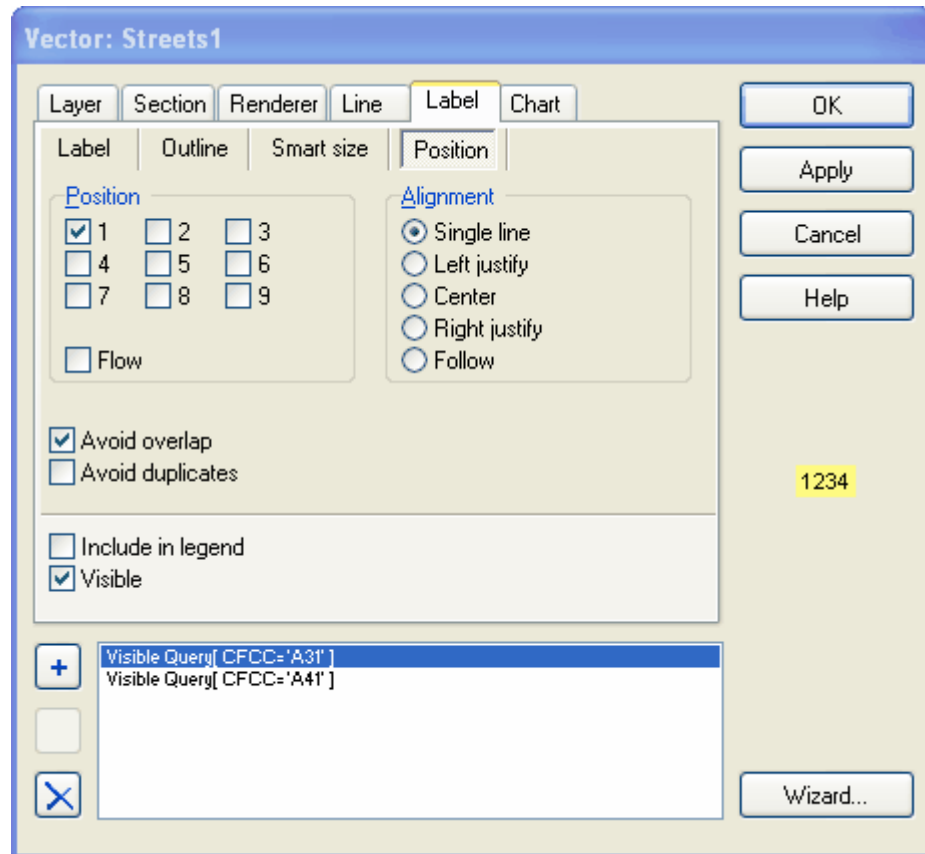 Vector: Streets1
Layer Section Renderer Line Label Chart
OK
Label Outline Smart size Position
Apply
Position
1 2 3
4 5 6
7 8 9
Flow
Alignment
Single line
Left justify
Center
Right justify
Follow
Cancel
Help
Avoid overlap
Avoid duplicates
1234
Include in legend
Visible
+
Visible Query[ CFCC='A31' ]
Visible Query[ CFCC='A41' ]
Wizard...